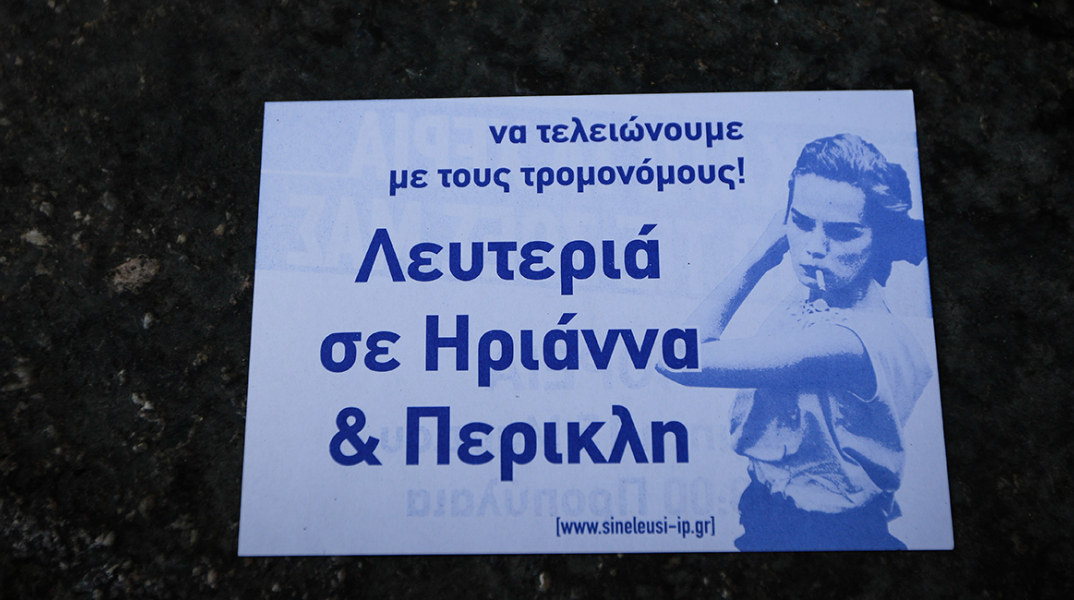 να τελειώνουμε
με τους τρομονόμους!
Λευτεριά
σε Ηριάννα
& Περικλη
[www.sineleusi-ip.gr]